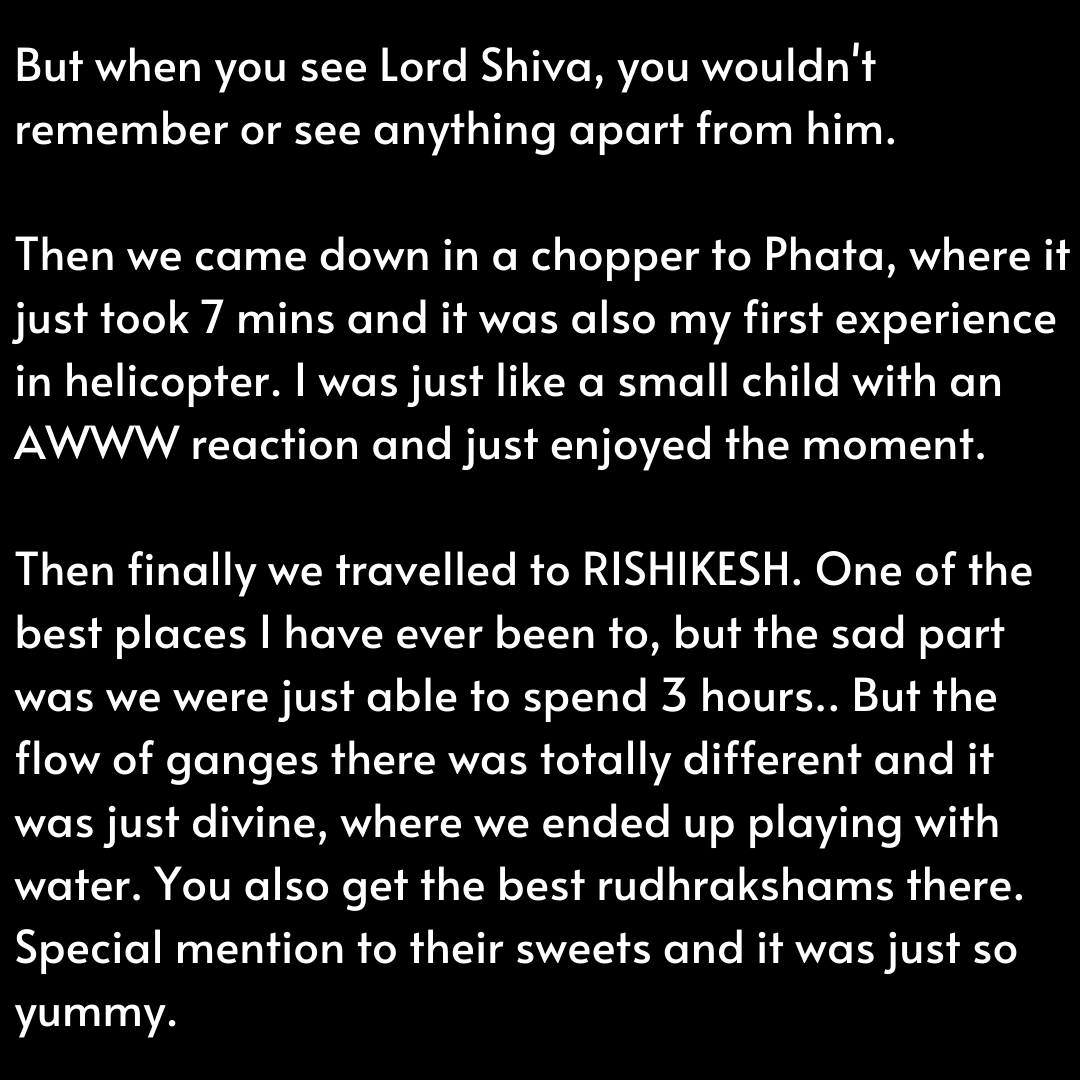 But when you see Lord Shiva, you wouldn't
remember or see anything apart from him.
Then we came down in a chopper to Phata, where it
just took 7 mins and it was also my first experience
in helicopter. I was just like a small child with an
AWWW reaction and just enjoyed the moment.
Then finally we travelled to RISHIKESH. One of the
best places I have ever been to, but the sad part
was we were just able to spend 3 hours.. But the
flow of ganges there was totally different and it
was just divine, where we ended up playing with
water. You also get the best rudhrakshams there.
Special mention to their sweets and it was just so
yummy.